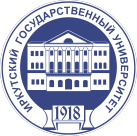 ИРКУТСКИЙ ГОСУДАРСТВЕННЫЙ УНИВЕРСИТЕТ
1918